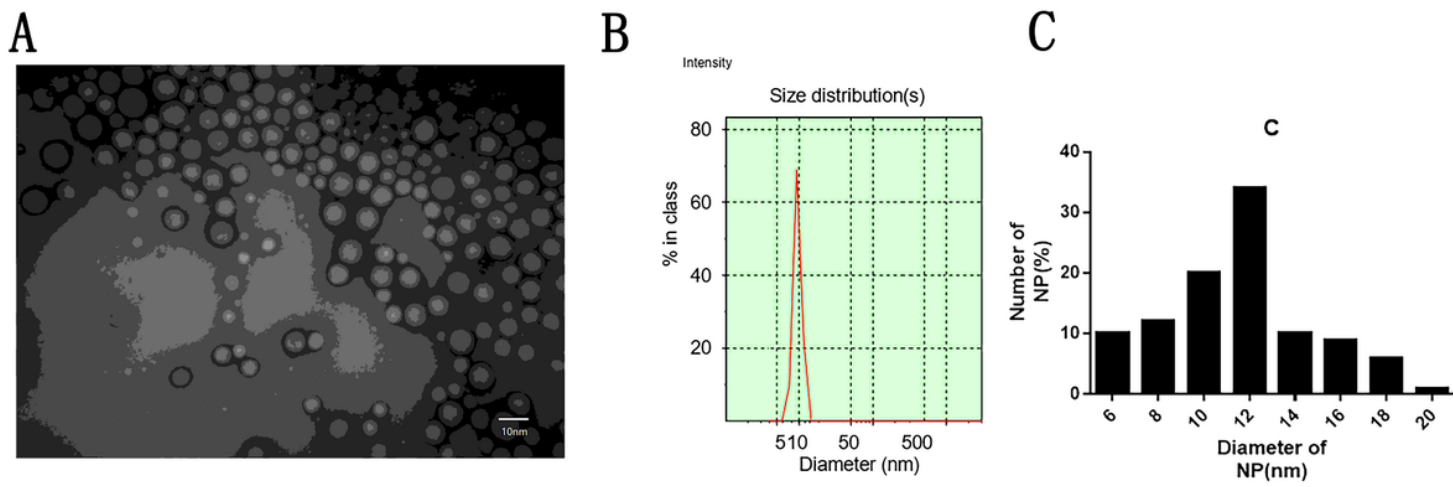 A
10nm
B
Intensity
Size distribution(s)
% in class
80
60
40
20
510 50 500
Diameter (nm)
C
C
Number of
NP(%)
40
30
20
10
0
6 8 10 12 14 16 18 20
Diameter of
NP(nm)